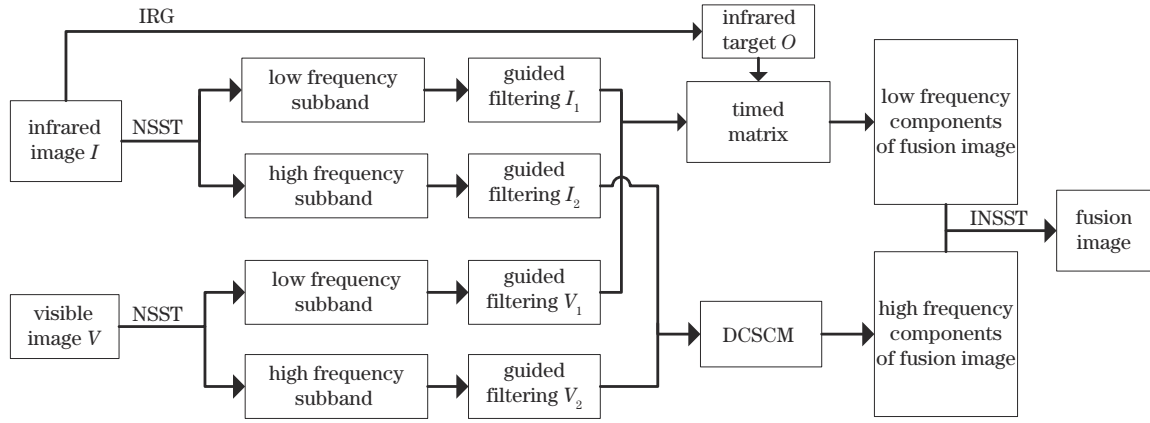 IRG
infrared
target O
infrared
image I
NSST
low frequency
subband
guided
filtering I₁
timed
matrix
low frequency
components
of fusion image
high frequency
subband
guided
filtering I₂
INSST
fusion
image
visible
image V
NSST
low frequency
subband
guided
filtering V₁
DCSCM
high frequency
components
of fusion image
high frequency
subband
guided
filtering V₂